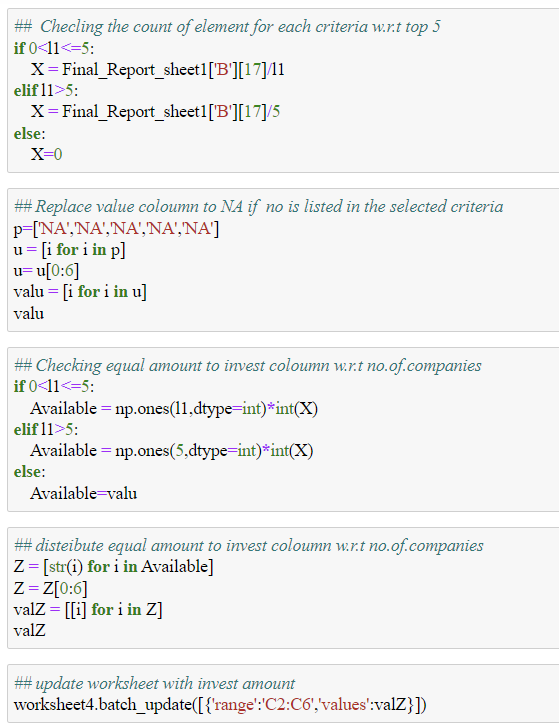 ## Checling the count of element for each criteria w.r.t top 5
if 0<l1<=5:
    X = Final_Report_sheet1['B'][17]/l1
elif l1>5:
    X = Final_Report_sheet1['B'][17]/5
else:
    X=0
## Replace value coloumn to NA if no is listed in the selected criteria
p=['NA','NA','NA','NA','NA']
u = [i for i in p]
u= u[0:6]
valu = [i for i in u]
valu
## Checking equal amount to invest coloumn w.r.t no.of.companies
if 0<l1<=5:
    Available = np.ones(l1,dtype=int)*int(X)
elif l1>5:
    Available = np.ones(5,dtype=int)*int(X)
else:
    Available=valu
## disteibute equal amount to invest coloumn w.r.t no.of.companies
Z = [str(i) for i in Available]
Z = Z[0:6]
valZ = [[i] for i in Z]
valZ
## update worksheet with invest amount
worksheet4.batch_update([{'range':'C2:C6','values':valZ}])